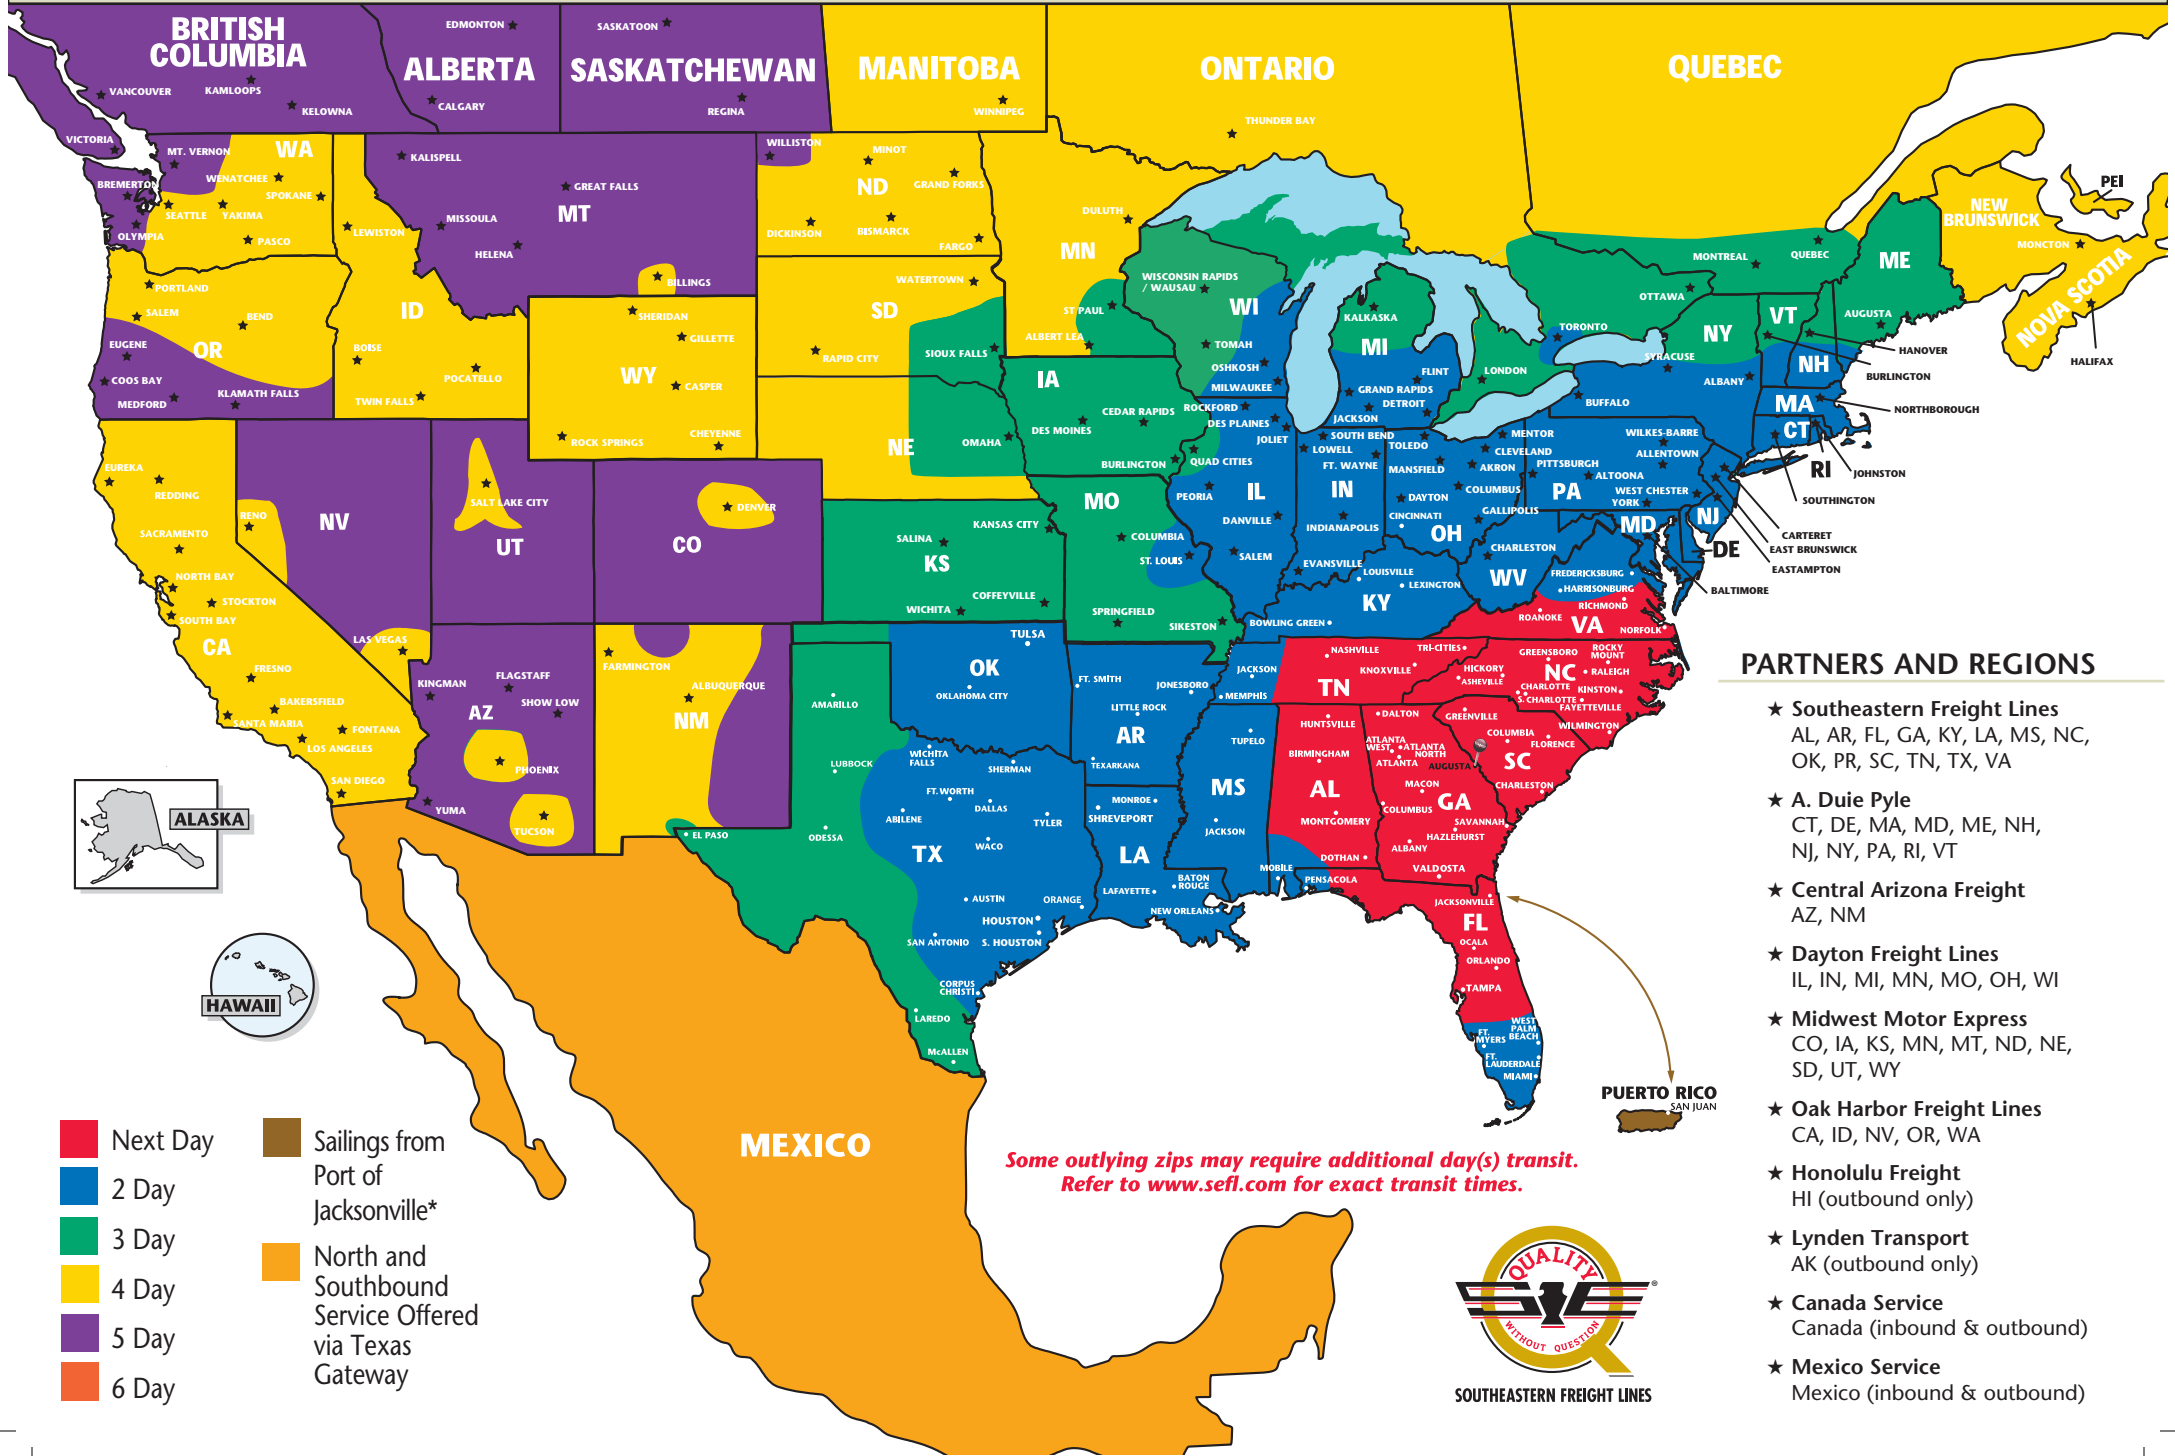 BRITISH
COLUMBIA
EDMONTON
SASKATOON
ALBERTA
SASKATCHEWAN
MANITOBA
ONTARIO
QUEBEC
VANCOUVER
KAMLOOPS
KELOWNA
CALGARY
REGINA
WINNIPEG
THUNDER BAY
VICTORIA
MT. VERNON
WA
WENATCHEE
SPOKANE
BREMERTON
SEATTLE
YAKIMA
OLYMPIA
PASCO
LEWISTON
KALISPELL
GREAT FALLS
MT
MISSOULA
HELENA
BILLINGS
WILLISTON
MINOT
ND
GRAND FORKS
DICKINSON
BISMARCK
FARGO
DULUTH
MN
PEI
NEW
BRUNSWICK
MONCTON
NOVA SCOTIA
HALIFAX
MONTREAL
QUEBEC
ME
OTTAWA
AUGUSTA
VT
NY
NH
HANOVER
BURLINGTON
TORONTO
SYRACUSE
ALBANY
BUFFALO
MA
NORTHBOROUGH
CT
RI
JOHNSTON
SOUTHINGTON
PORTLAND
SALEM
BEND
EUGENE
OR
COOS BAY
MEDFORD
KLAMATH FALLS
ID
BOISE
POCATELLO
TWIN FALLS
SHERIDAN
GILLETTE
WY
CASPER
ROCK SPRINGS
CHEYENNE
WATERTOWN
SD
RAPID CITY
SIOUX FALLS
ST PAUL
ALBERT LEA
WISCONSIN RAPIDS
/ WAUSAU
WI
TOMAH
OSHKOSH
MILWAUKEE
KALKASKA
MI
FLINT
GRAND RAPIDS
DETROIT
JACKSON
LONDON
IA
CEDAR RAPIDS
DES MOINES
BURLINGTON
NE
OMAHA
ROCKFORD
DES PLAINES
JOLIET
QUAD CITIES
PEORIA
IL
DANVILLE
SALEM
SOUTH BEND
LOWELL
FT. WAYNE
IN
INDIANAPOLIS
EVANSVILLE
TOLEDO
MENTOR
CLEVELAND
MANSFIELD
AKRON
DAYTON
COLUMBUS
CINCINNATI
GALLIPOLIS
OH
WILKES-BARRE
ALLENTOWN
PITTSBURGH
ALTOONA
PA
WEST CHESTER
YORK
NJ
MD
DE
CARTERET
EAST BRUNSWICK
EASTAMPTON
BALTIMORE
EUREKA
REDDING
RENO
NV
SACRAMENTO
NORTH BAY
STOCKTON
SOUTH BAY
CA
FRESNO
LAS VEGAS
BAKERSFIELD
SANTA MARIA
FONTANA
LOS ANGELES
SAN DIEGO
SALT LAKE CITY
UT
DENVER
CO
KANSAS CITY
SALINA
KS
COFFEYVILLE
WICHITA
MO
COLUMBIA
ST. LOUIS
SPRINGFIELD
SIKESTON
CHARLESTON
WV
LOUISVILLE
LEXINGTON
KY
BOWLING GREEN
FREDERICKSBURG
HARRISONBURG
RICHMOND
ROANOKE
VA
NORFOLK
KINGMAN
FLAGSTAFF
AZ
SHOW LOW
PHOENIX
YUMA
TUCSON
FARMINGTON
ALBUQUERQUE
NM
TULSA
OK
OKLAHOMA CITY
FT. SMITH
JONESBORO
LITTLE ROCK
AR
TEXARKANA
JACKSON
MEMPHIS
NASHVILLE
TRI-CITIES
KNOXVILLE
TN
GREENSBORO
ROCKY
MOUNT
HICKORY
NC
RALEIGH
ASHEVILLE
CHARLOTTE
KINSTON
S. CHARLOTTE
FAYETTEVILLE
WILMINGTON
AMARILLO
LUBBOCK
WICHITA
FALLS
SHERMAN
FT. WORTH
DALLAS
ABILENE
TYLER
TX
WACO
ODESSA
EL PASO
AUSTIN
ORANGE
HOUSTON
SAN ANTONIO
S. HOUSTON
CORPUS
CHRISTI
LAREDO
McALLEN
MONROE
SHREVEPORT
LA
BATON
ROUGE
LAFAYETTE
NEW ORLEANS
TUPELO
MS
JACKSON
HUNTSVILLE
BIRMINGHAM
AL
MONTGOMERY
DOTHAN
MOBILE
PENSACOLA
DALTON
ATLANTA
WEST
ATLANTA
NORTH
ATLANTA
AUGUSTA
MACON
COLUMBUS
GA
SAVANNAH
HAZLEHURST
ALBANY
VALDOSTA
GREENVILLE
COLUMBIA
FLORENCE
SC
CHARLESTON
JACKSONVILLE
FL
OCALA
ORLANDO
TAMPA
WEST
PALM
BEACH
FT.
MYERS
FT.
LAUDERDALE
MIAMI
PUERTO RICO
SAN JUAN
ALASKA
HAWAII
MEXICO
Next Day
2 Day
3 Day
4 Day
5 Day
6 Day
Sailings from
Port of
Jacksonville*
North and
Southbound
Service Offered
via Texas
Gateway
Some outlying zips may require additional day(s) transit.
Refer to www.sefl.com for exact transit times.
QUALITY
WITHOUT QUESTION
®
SOUTHEASTERN FREIGHT LINES
PARTNERS AND REGIONS
★ Southeastern Freight Lines
AL, AR, FL, GA, KY, LA, MS, NC,
OK, PR, SC, TN, TX, VA
★ A. Duie Pyle
CT, DE, MA, MD, ME, NH,
NJ, NY, PA, RI, VT
★ Central Arizona Freight
AZ, NM
★ Dayton Freight Lines
IL, IN, MI, MN, MO, OH, WI
★ Midwest Motor Express
CO, IA, KS, MN, MT, ND, NE,
SD, UT, WY
★ Oak Harbor Freight Lines
CA, ID, NV, OR, WA
★ Honolulu Freight
HI (outbound only)
★ Lynden Transport
AK (outbound only)
★ Canada Service
Canada (inbound & outbound)
★ Mexico Service
Mexico (inbound & outbound)